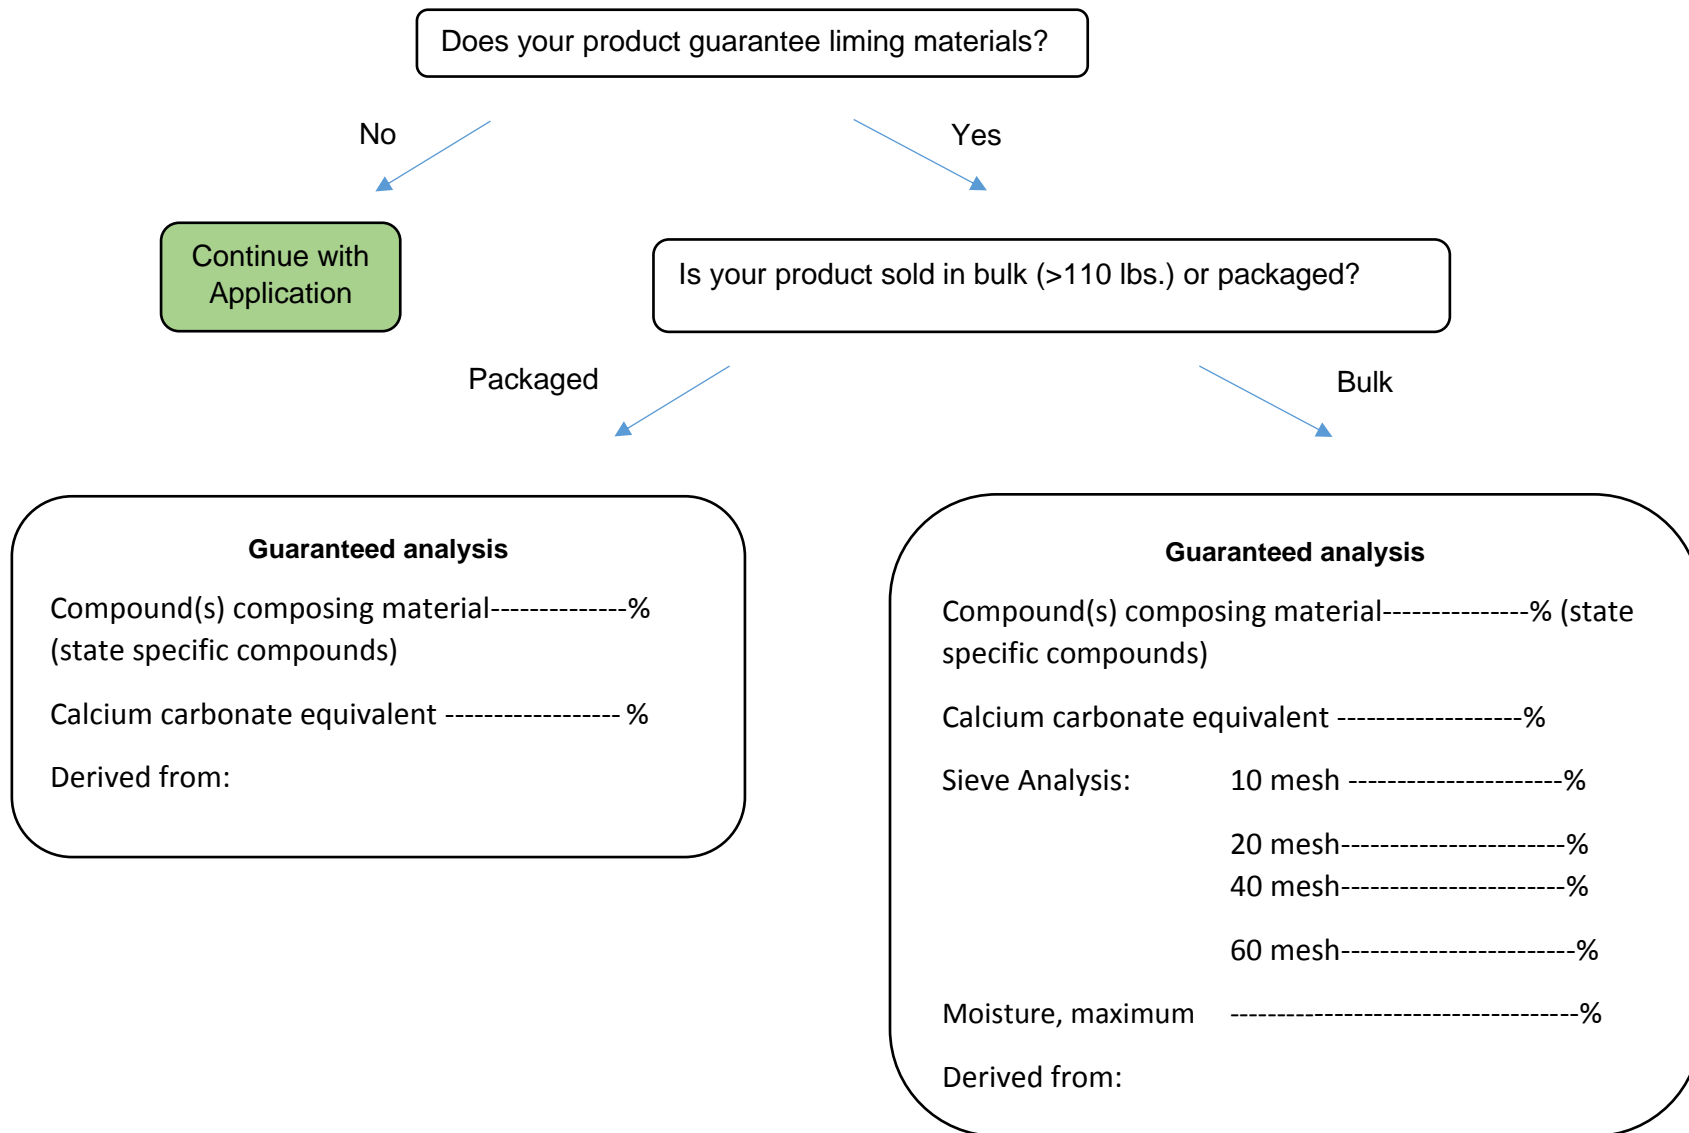 Does your product guarantee liming materials?
No
Yes
Continue with
Application
Is your product sold in bulk (>110 lbs.) or packaged?
Packaged
Bulk
Guaranteed analysis
Compound(s) composing material--------------%
(state specific compounds)
Calcium carbonate equivalent ------------------ %
Derived from:
Guaranteed analysis
Compound(s) composing material---------------% (state
specific compounds)
Calcium carbonate equivalent -------------------%
Sieve Analysis: 10 mesh ----------------------%
20 mesh-----------------------%
40 mesh-----------------------%
60 mesh------------------------%
Moisture, maximum ------------------------------------%
Derived from: